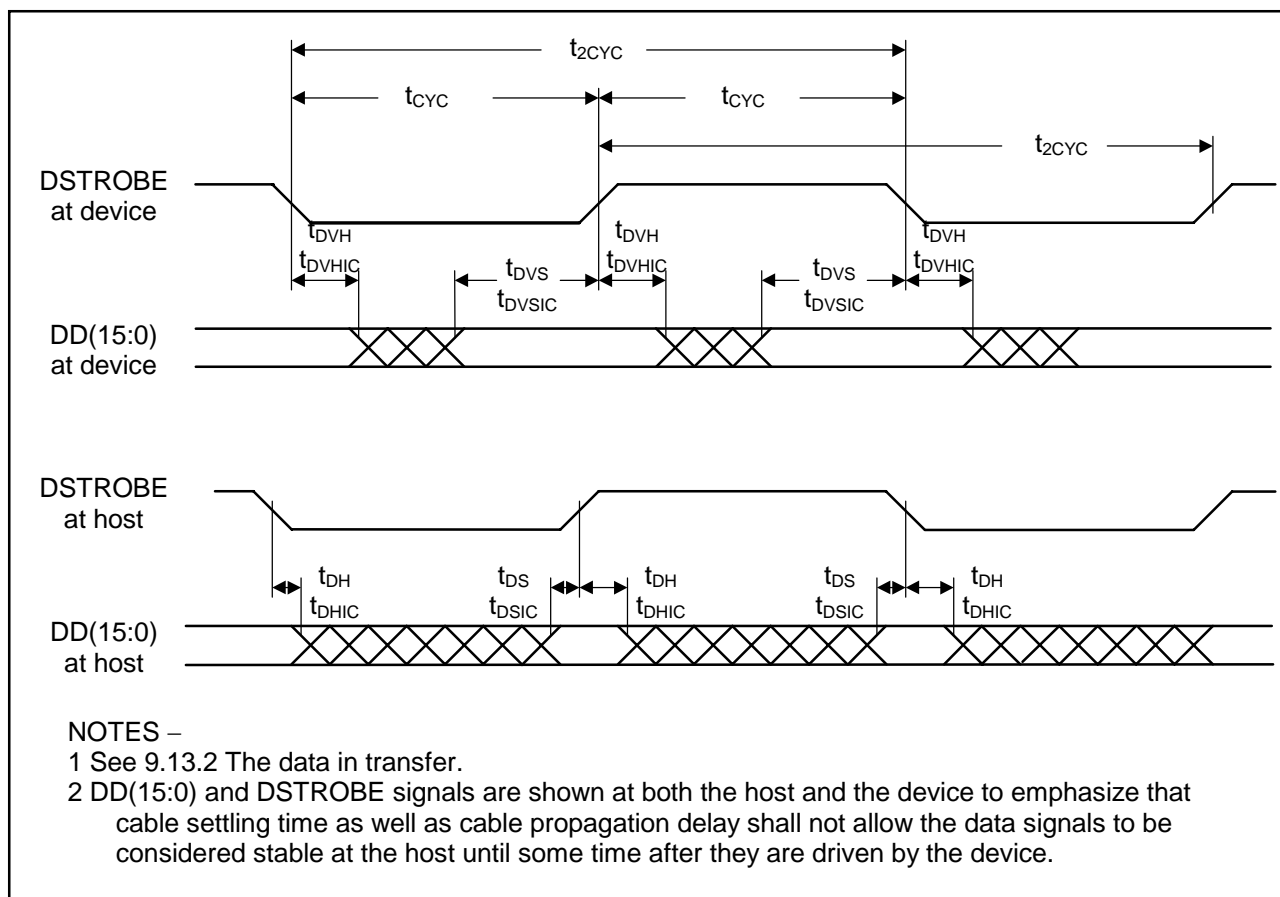 t2CYC
tCYC tCYC
t2CYC
DSTROBE
at device
tDVH tDVH tDVH
tDVHIC tDVS tDVHIC tDVS tDVHIC
tDVSIC tDVSIC
DD(15:0)
at device
DSTROBE
at host
tDH tDS tDH tDS tDH
tDHIC tDSIC tDHIC tDSIC tDHIC
DD(15:0)
at host
NOTES –
1 See 9.13.2 The data in transfer.
2 DD(15:0) and DSTROBE signals are shown at both the host and the device to emphasize that
cable settling time as well as cable propagation delay shall not allow the data signals to be
considered stable at the host until some time after they are driven by the device.